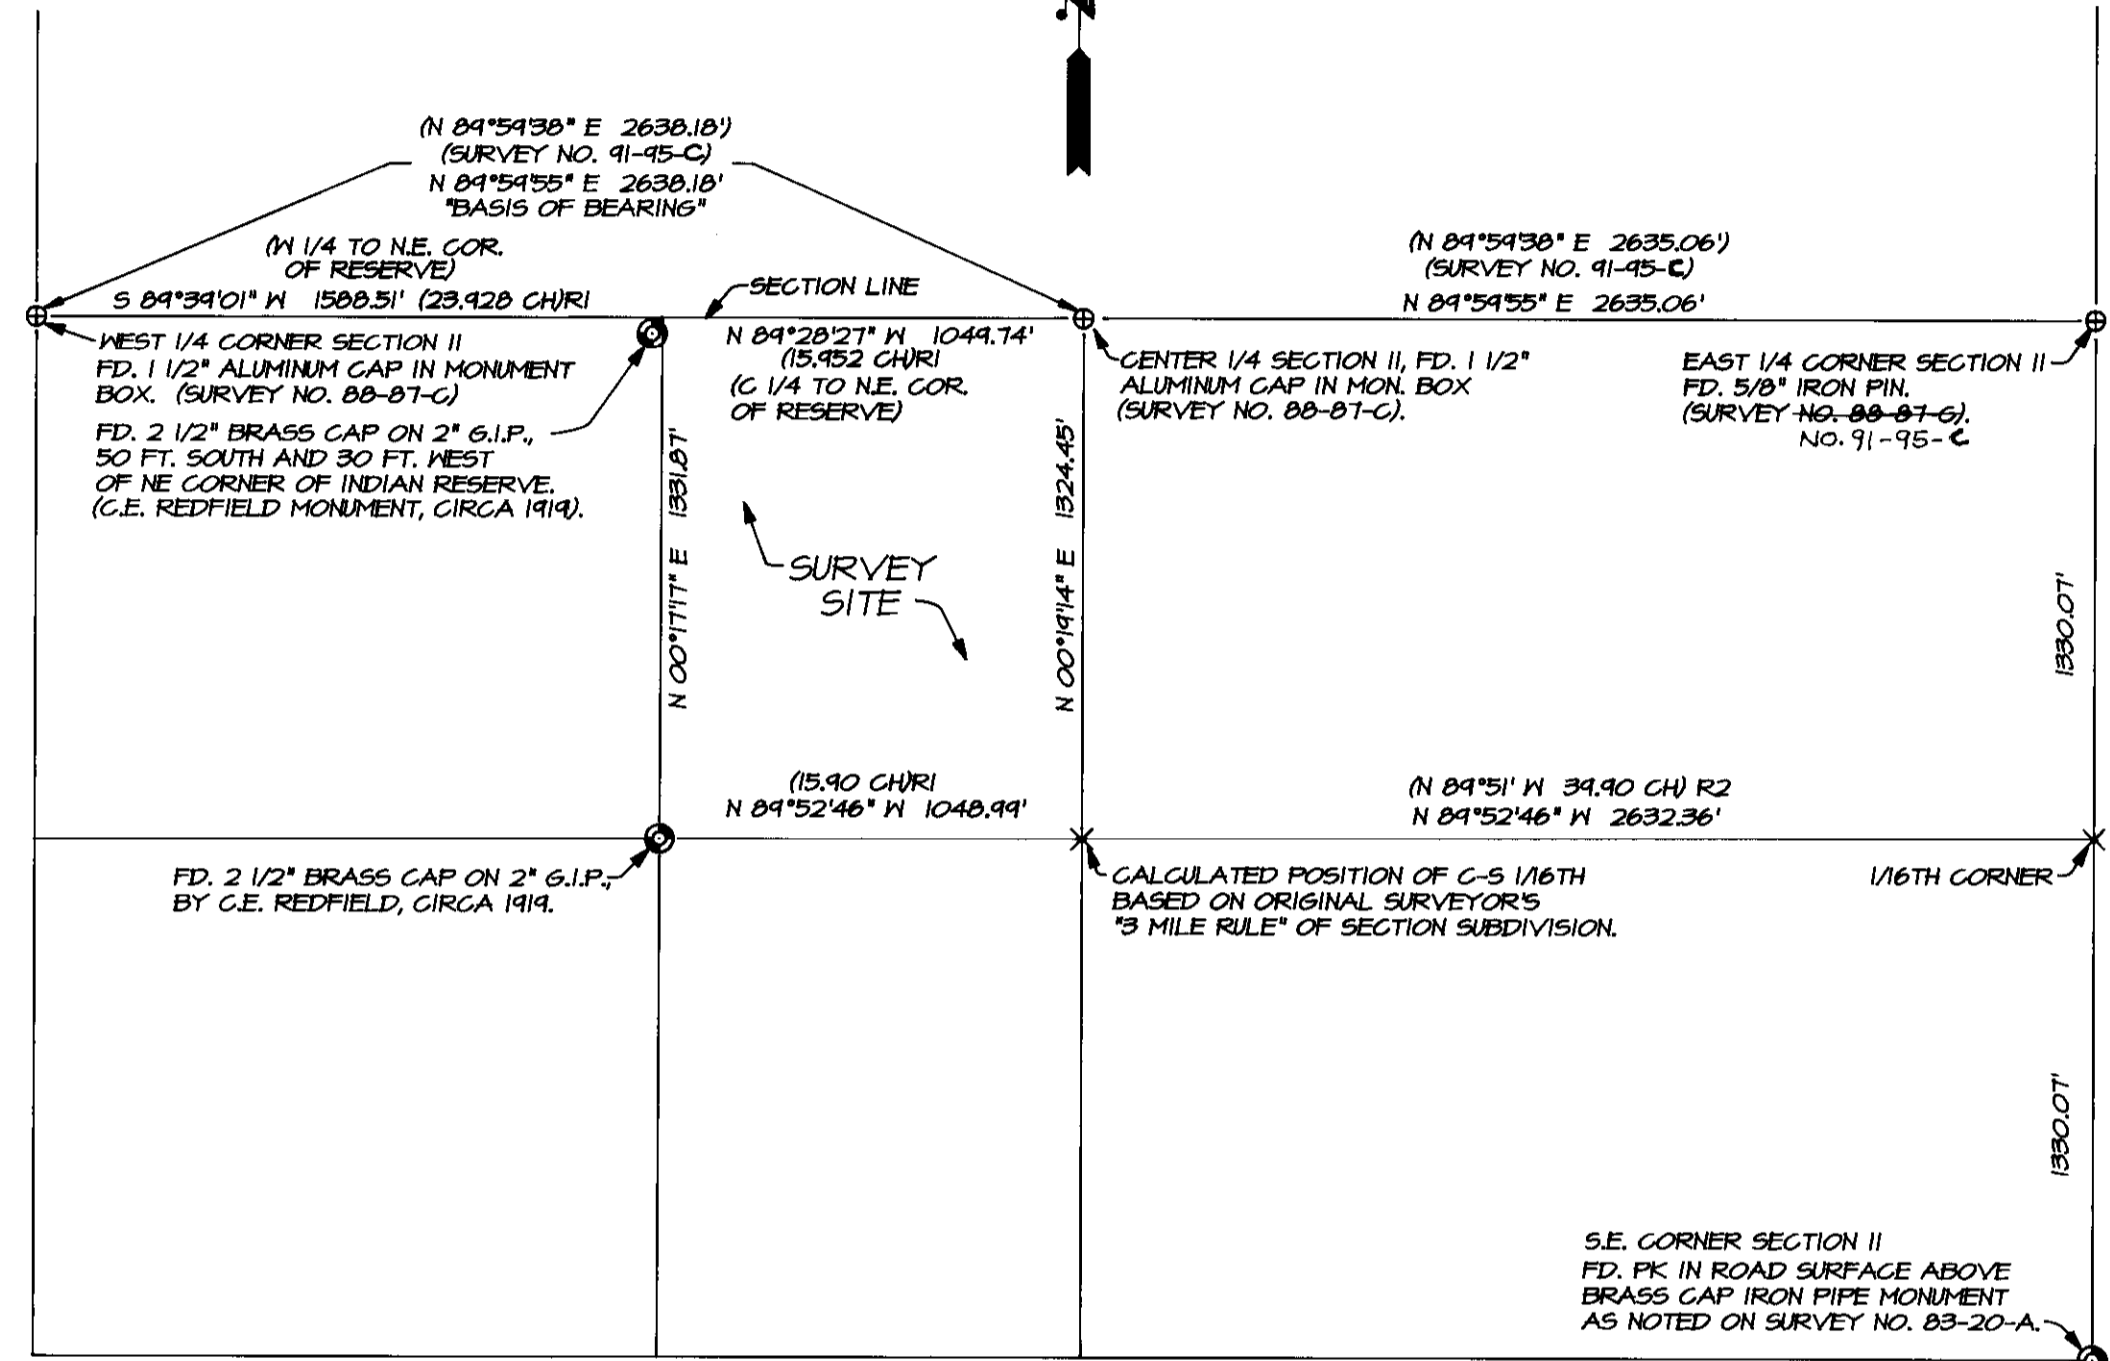 N
(N 89°59'38" E 2638.18')
(SURVEY NO. 91-95-C)
N 89°59'55" E 2638.18'
"BASIS OF BEARING"
(W 1/4 TO N.E. COR.
OF RESERVE)
S 89°39'01" W 1588.51' (23.928 CH)R1
SECTION LINE
(N 89°59'38" E 2635.06')
(SURVEY NO. 91-95-C)
N 89°59'55" E 2635.06'
WEST 1/4 CORNER SECTION 11
FD. 1 1/2" ALUMINUM CAP IN MONUMENT
BOX. (SURVEY NO. 88-87-C)
FD. 2 1/2" BRASS CAP ON 2" G.I.P.,
50 FT. SOUTH AND 30 FT. WEST
OF NE CORNER OF INDIAN RESERVE.
(C.E. REDFIELD MONUMENT, CIRCA 1919).
N 89°28'27" W 1049.74'
(15.952 CH)R1
(C 1/4 TO N.E. COR.
OF RESERVE)
CENTER 1/4 SECTION 11, FD. 1 1/2"
ALUMINUM CAP IN MON. BOX
(SURVEY NO. 88-87-C).
EAST 1/4 CORNER SECTION 11
FD. 5/8" IRON PIN.
(SURVEY NO. 88-87-C).
NO. 91-95-C
N 00°17'17" E 1331.87'
SURVEY
SITE
N 00°19'14" E 1324.45'
1330.07'
(15.90 CH)R1
N 89°52'46" W 1048.99'
(N 89°51' W 39.90 CH) R2
N 89°52'46" W 2632.36'
FD. 2 1/2" BRASS CAP ON 2" G.I.P.,
BY C.E. REDFIELD, CIRCA 1919.
CALCULATED POSITION OF C-S 1/16TH
BASED ON ORIGINAL SURVEYOR'S
"3 MILE RULE" OF SECTION SUBDIVISION.
1/16TH CORNER
1330.07'
S.E. CORNER SECTION 11
FD. PK IN ROAD SURFACE ABOVE
BRASS CAP IRON PIPE MONUMENT
AS NOTED ON SURVEY NO. 83-20-A.